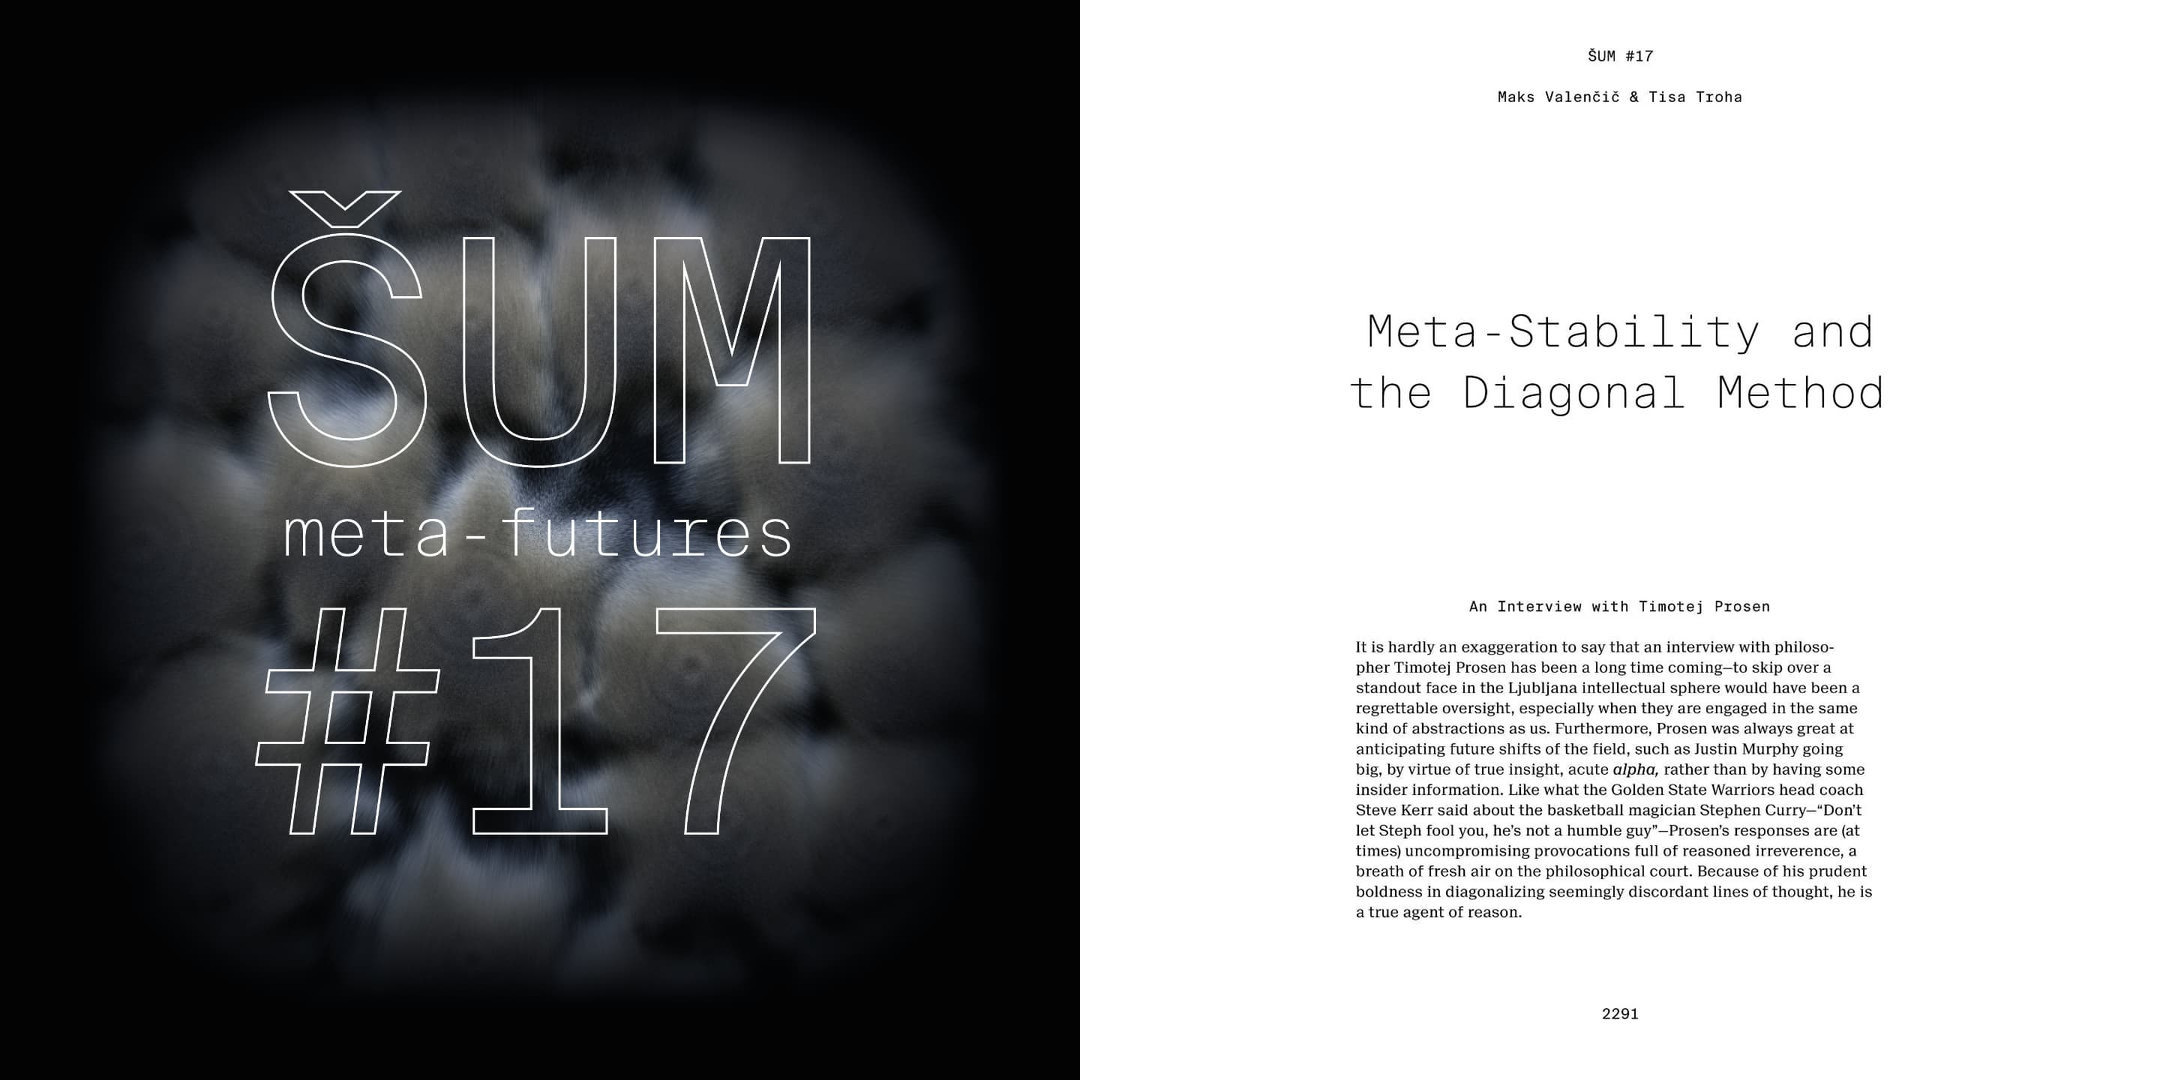 ŠUM
meta-futures
#17
ŠUM #17
Maks Valenčič & Tisa Troha
Meta-Stability and
the Diagonal Method
An Interview with Timotej Prosen
It is hardly an exaggeration to say that an interview with philoso-
pher Timotej Prosen has been a long time coming—to skip over a
standout face in the Ljubljana intellectual sphere would have been a
regrettable oversight, especially when they are engaged in the same
kind of abstractions as us. Furthermore, Prosen was always great at
anticipating future shifts of the field, such as Justin Murphy going
big, by virtue of true insight, acute alpha, rather than by having some
insider information. Like what the Golden State Warriors head coach
Steve Kerr said about the basketball magician Stephen Curry—“Don’t
let Steph fool you, he’s not a humble guy”—Prosen’s responses are (at
times) uncompromising provocations full of reasoned irreverence, a
breath of fresh air on the philosophical court. Because of his prudent
boldness in diagonalizing seemingly discordant lines of thought, he is
a true agent of reason.
2291